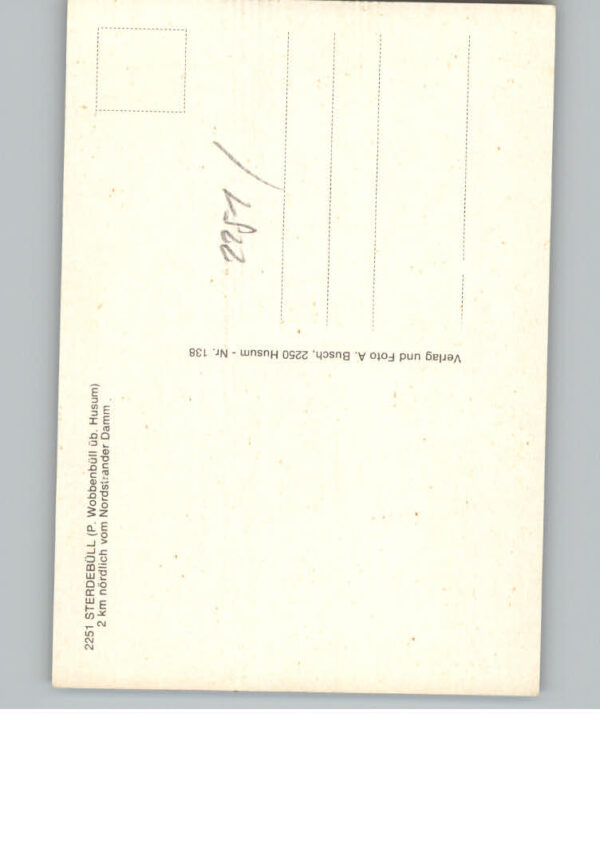 2251 STERDEBÜLL (P. Wobbenbüll üb. Husum)
2 km nördlich vom Nordstrander Damm
Verlag und Foto A. Busch, 2250 Husum - Nr. 138